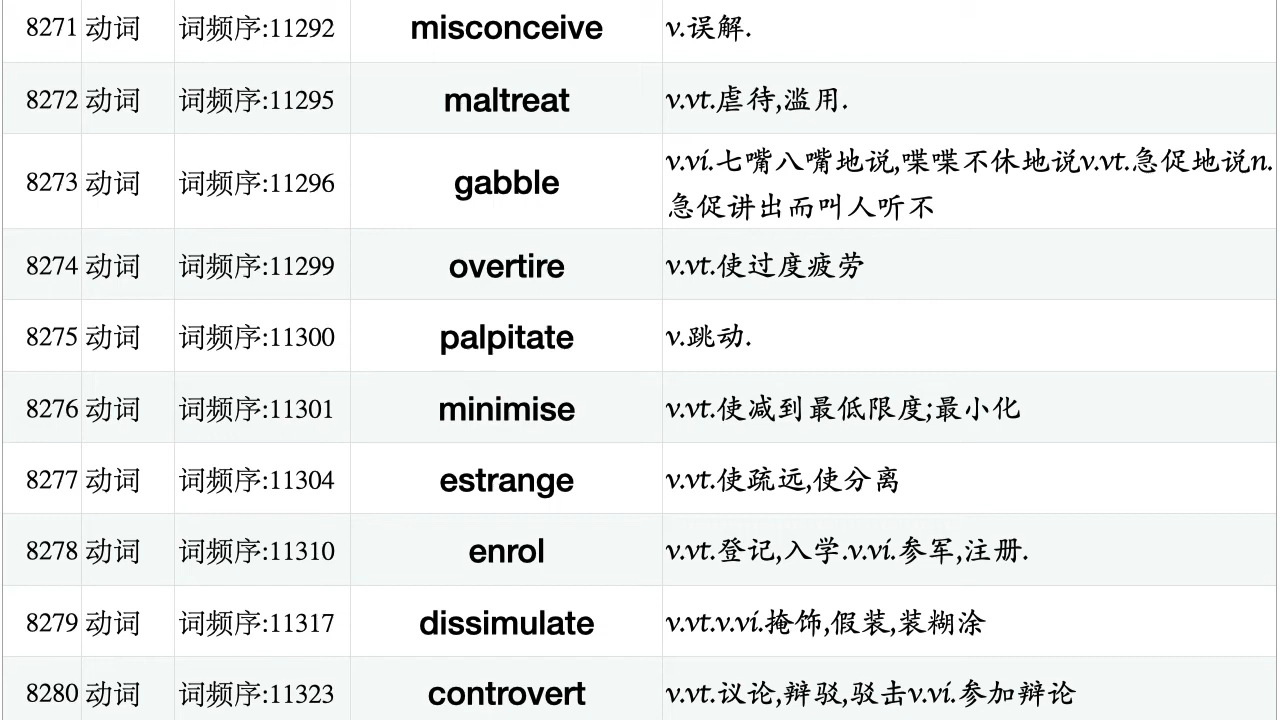 8271 动词 词频序:11292 misconceive v.误解.
8272 动词 词频序:11295 maltreat v.vt.虐待,滥用.
8273 动词 词频序:11296 gabble v.ví.七嘴八嘴地说,喋喋不休地说v.vt.急促地说n.
急促讲出而叫人听不
8274 动词 词频序:11299 overtire v.vt.使过度疲劳
8275 动词 词频序:11300 palpitate v.跳动.
8276 动词 词频序:11301 minimise v.vt.使减到最低限度;最小化
8277 动词 词频序:11304 estrange v.vt.使疏远,使分离
8278 动词 词频序:11310 enrol v.vt.登记,入学.v.ví.参军,注册.
8279 动词 词频序:11317 dissimulate v.vt.v.ví.掩饰,假装,装糊涂
8280 动词 词频序:11323 controvert v.vt.议论,辩驳,驳击v.ví.参加辩论